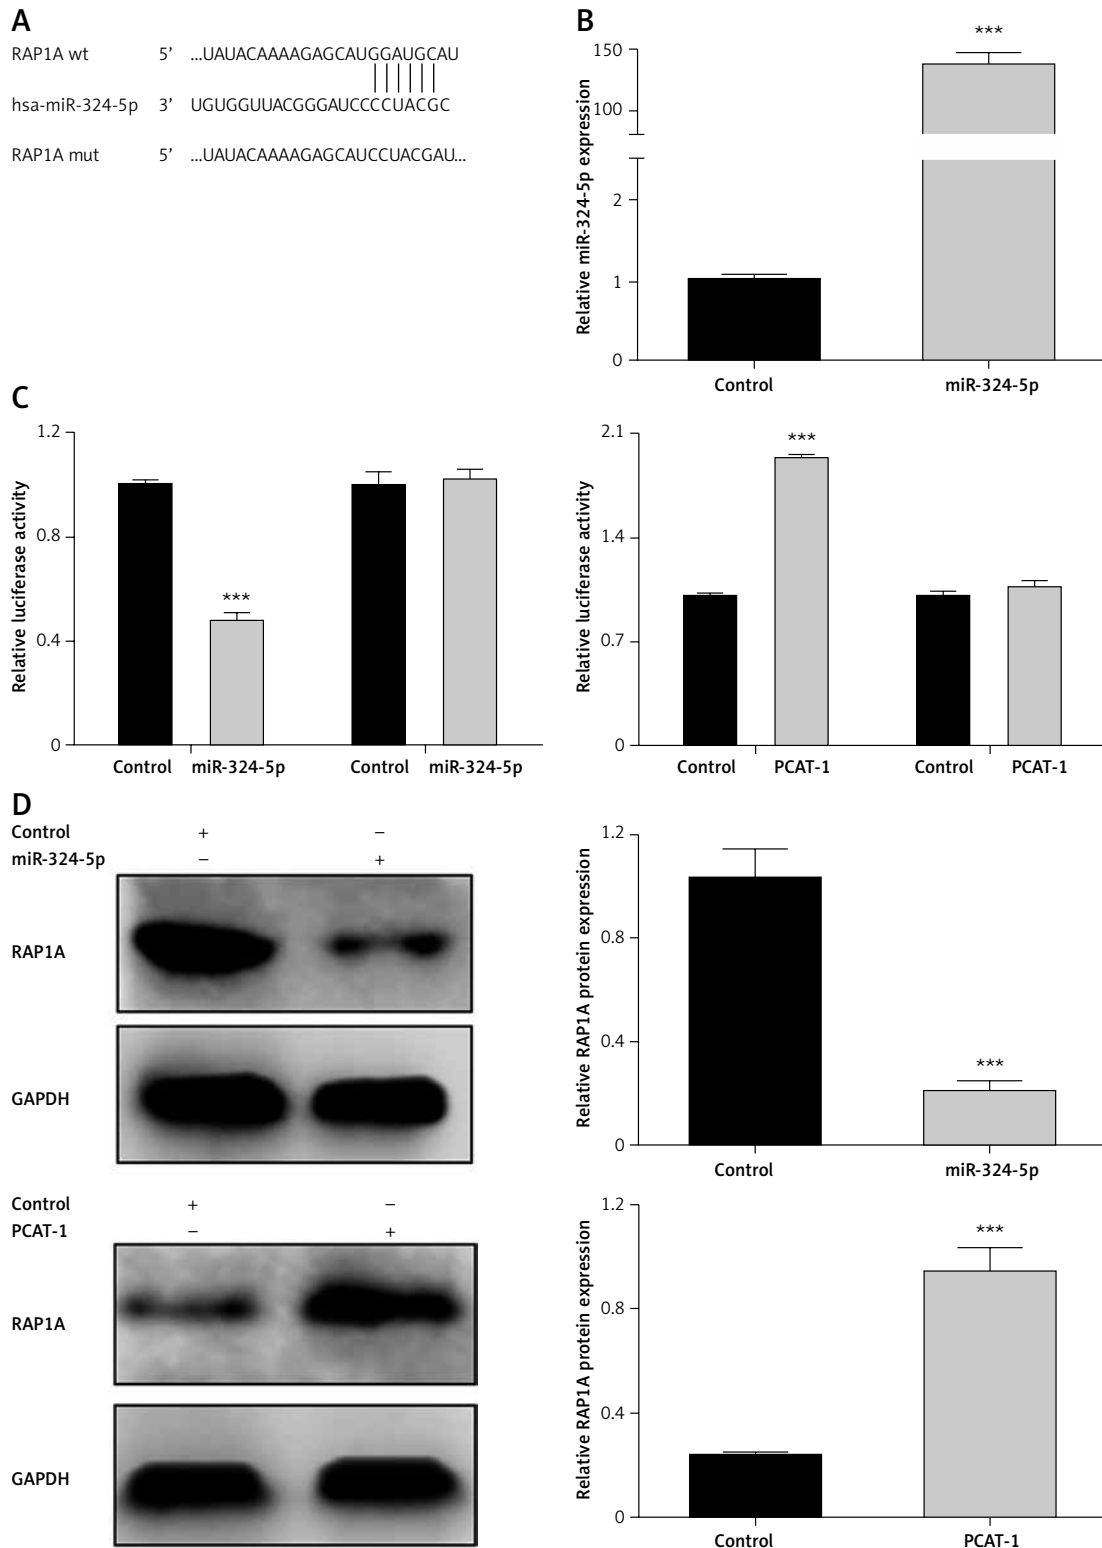 A
RAP1A wt 5’ ...UAUACAAAAGAGCAUGGAUGCAU
hsa-miR-324-5p 3’ UGUGGUUACGGGAUCCCCUACGC
RAP1A mut 5’ ...UAUACAAAAGAGCAUCCUACGAU...
B
Relative miR-324-5p expression
150
100
2
1
0
***
Control miR-324-5p
C
Relative luciferase activity
1.2
0.8
0.4
0
***
Control miR-324-5p Control miR-324-5p
Relative luciferase activity
2.1
1.4
0.7
0
***
Control PCAT-1 Control PCAT-1
D
Control + –
miR-324-5p – +
RAP1A
GAPDH
Relative RAP1A protein expression
1.2
0.8
0.4
0
***
Control miR-324-5p
Control + –
PCAT-1 – +
RAP1A
GAPDH
Relative RAP1A protein expression
1.2
0.8
0.4
0
***
Control PCAT-1